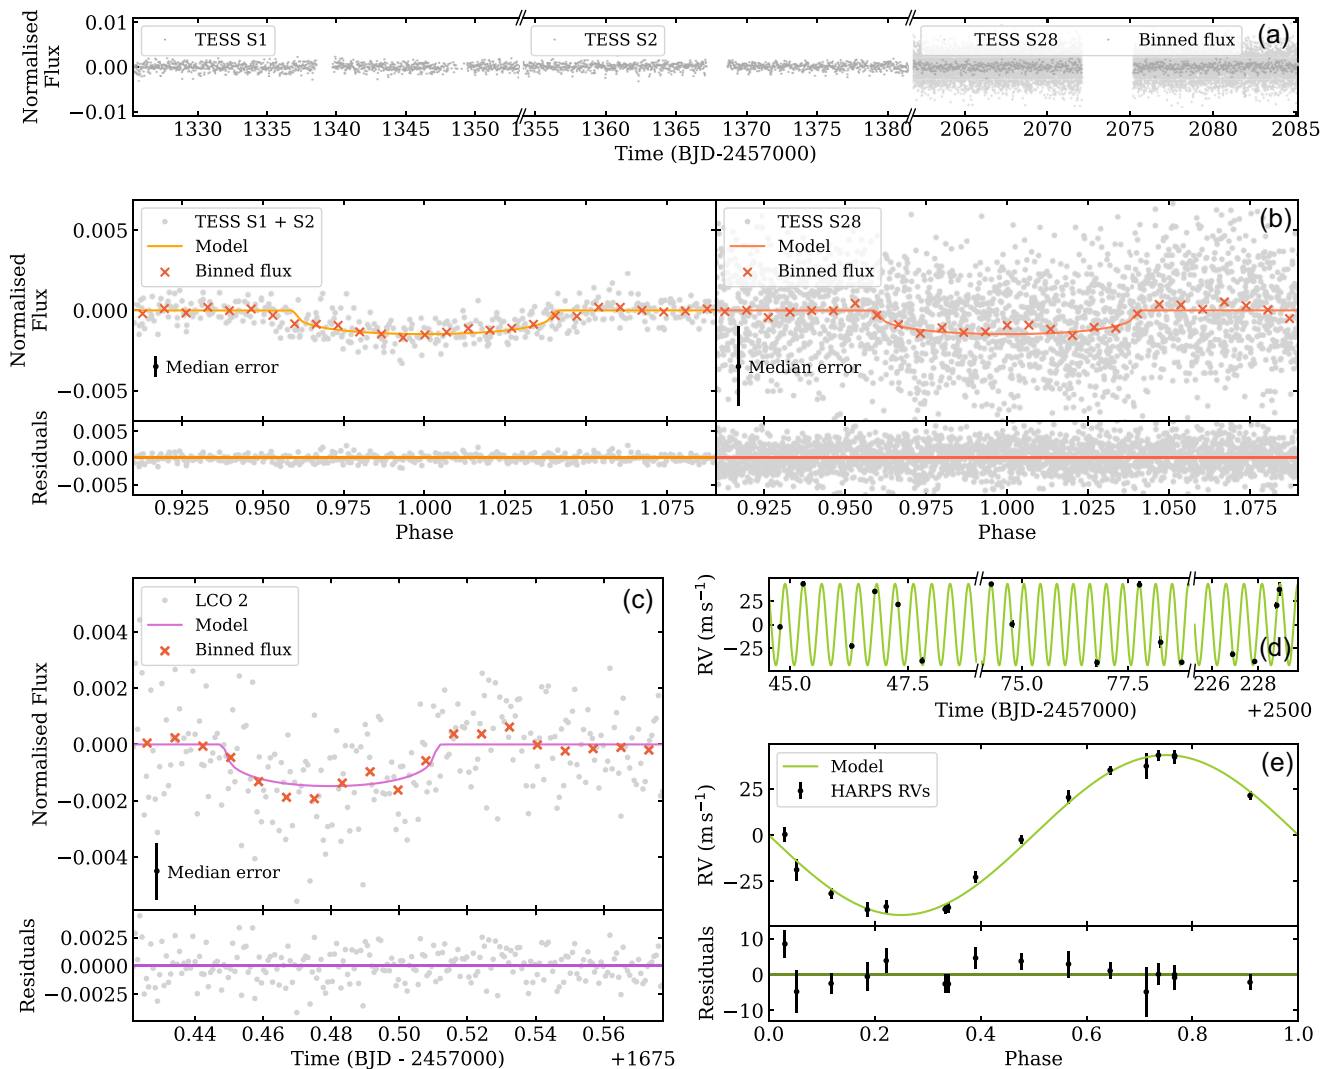 Normalised
Flux
0.01
0.00
−0.01
TESS S1
TESS S2
TESS S28
Binned flux
(a)
1330 1335 1340 1345 1350 1355 1360 1365 1370 1375 1380 2065 2070 2075 2080 2085
Time (BJD-2457000)
Normalised
Flux
0.005
0.000
−0.005
TESS S1 + S2
Model
Binned flux
Median error
TESS S28
Model
Binned flux
Median error
(b)
Residuals
0.005
0.000
−0.005
0.925 0.950 0.975 1.000 1.025 1.050 1.075
0.925 0.950 0.975 1.000 1.025 1.050 1.075
Phase
Phase
Normalised Flux
0.004
0.002
0.000
−0.002
−0.004
LCO 2
Model
Binned flux
(c)
Median error
Residuals
0.0025
0.0000
−0.0025
0.44 0.46 0.48 0.50 0.52 0.54 0.56
Time (BJD - 2457000)
+1675
RV (m s⁻¹)
25
0
−25
(d)
45.0 47.5 75.0 77.5 226 228
Time (BJD-2457000)
+2500
RV (m s⁻¹)
25
0
−25
Model
HARPS RVs
(e)
Residuals
10
0
−10
0.0 0.2 0.4 0.6 0.8 1.0
Phase